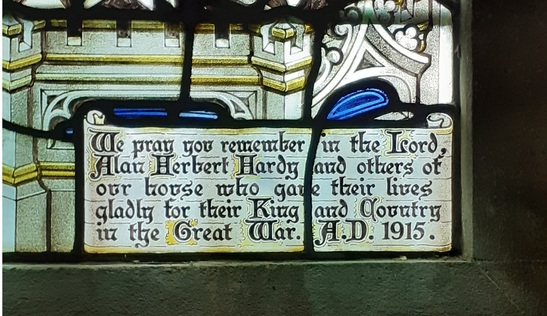 We pray you remember in the Lord,
Alan Herbert Hardy and others of
our house who gave their lives
gladly for their King and Country
in the Great War. A.D. 1915.